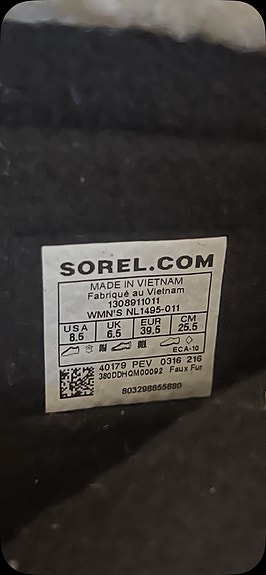 SOREL.COM
MADE IN VIETNAM
Fabriqué au Vietnam
1308911011
WMN'S NL1495-011
USA UK EUR CM
8.5 6.5 39.5 25.5
ECA-10
40179 PEV 0316 216
380DDHQM00092 Faux Fur
803298655880